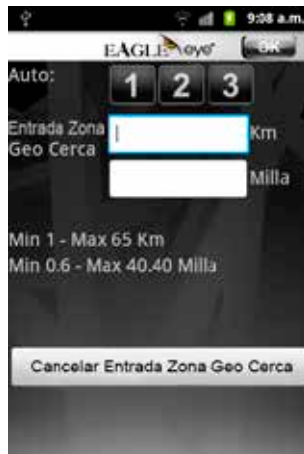 9:08 a.m.
EAGLE eye
OK
Auto:
1 2 3
Entrada Zona
Geo Cerca
Km
Milla
Min 1 - Max 65 Km
Min 0.6 - Max 40.40 Milla
Cancelar Entrada Zona Geo Cerca